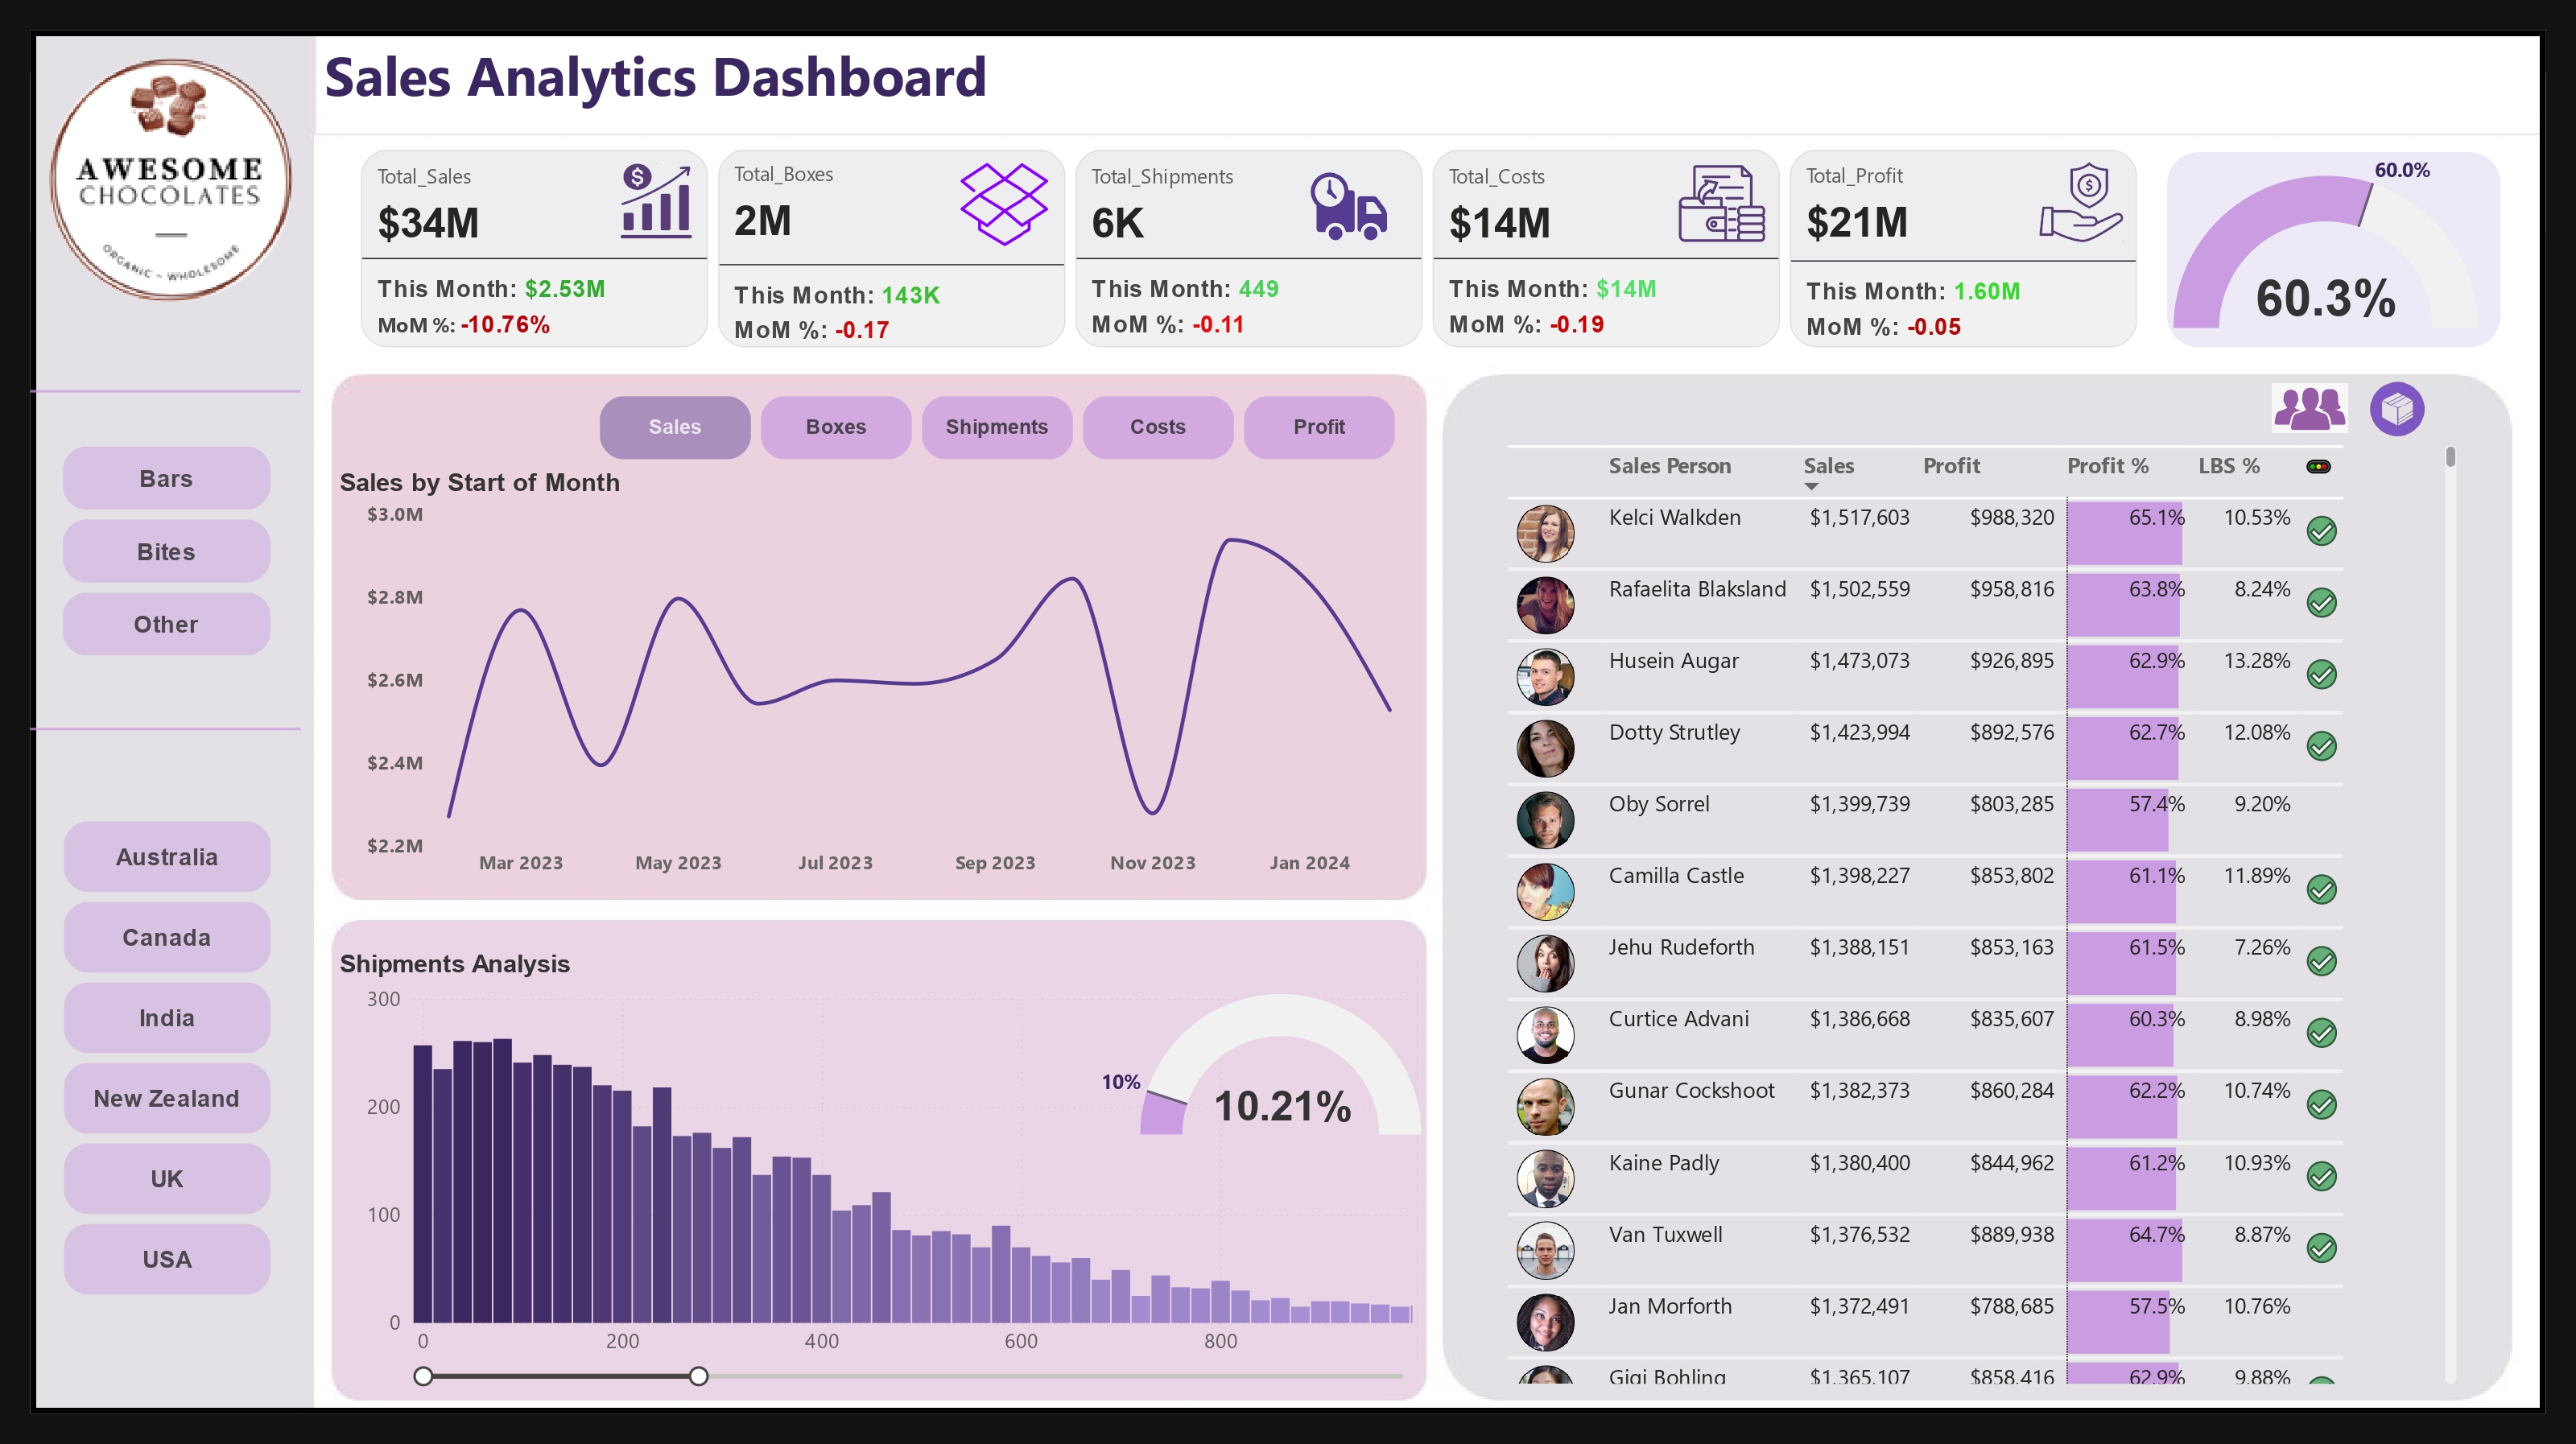 AWESOME
CHOCOLATES
ORGANIC - WHOLESOME
Sales Analytics Dashboard
Total_Sales
$34M
This Month: $2.53M
MoM %: -10.76%
Total_Boxes
2M
This Month: 143K
MoM %: -0.17
Total_Shipments
6K
This Month: 449
MoM %: -0.11
Total_Costs
$14M
This Month: $14M
MoM %: -0.19
Total_Profit
$21M
This Month: 1.60M
MoM %: -0.05
60.0%
60.3%
Bars
Bites
Other
Australia
Canada
India
New Zealand
UK
USA
Sales Boxes Shipments Costs Profit
Sales by Start of Month
$3.0M
$2.8M
$2.6M
$2.4M
$2.2M
Mar 2023 May 2023 Jul 2023 Sep 2023 Nov 2023 Jan 2024
Shipments Analysis
300
200
100
0
0 200 400 600 800
10%
10.21%
Sales Person Sales Profit Profit % LBS %
Kelci Walkden $1,517,603 $988,320 65.1% 10.53%
Rafaelita Blaksland $1,502,559 $958,816 63.8% 8.24%
Husein Augar $1,473,073 $926,895 62.9% 13.28%
Dotty Strutley $1,423,994 $892,576 62.7% 12.08%
Oby Sorrel $1,399,739 $803,285 57.4% 9.20%
Camilla Castle $1,398,227 $853,802 61.1% 11.89%
Jehu Rudeforth $1,388,151 $853,163 61.5% 7.26%
Curtice Advani $1,386,668 $835,607 60.3% 8.98%
Gunar Cockshoot $1,382,373 $860,284 62.2% 10.74%
Kaine Padly $1,380,400 $844,962 61.2% 10.93%
Van Tuxwell $1,376,532 $889,938 64.7% 8.87%
Jan Morforth $1,372,491 $788,685 57.5% 10.76%
Gigi Bohling $1,365,107 $858,416 62.9% 9.88%